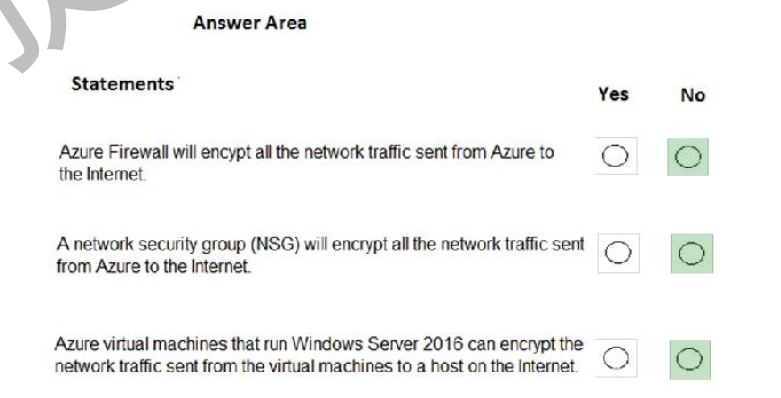 Answer Area
Statements
Yes No
Azure Firewall will encypt all the network traffic sent from Azure to
the Internet.
A network security group (NSG) will encrypt all the network traffic sent
from Azure to the Internet.
Azure virtual machines that run Windows Server 2016 can encrypt the
network traffic sent from the virtual machines to a host on the Internet.